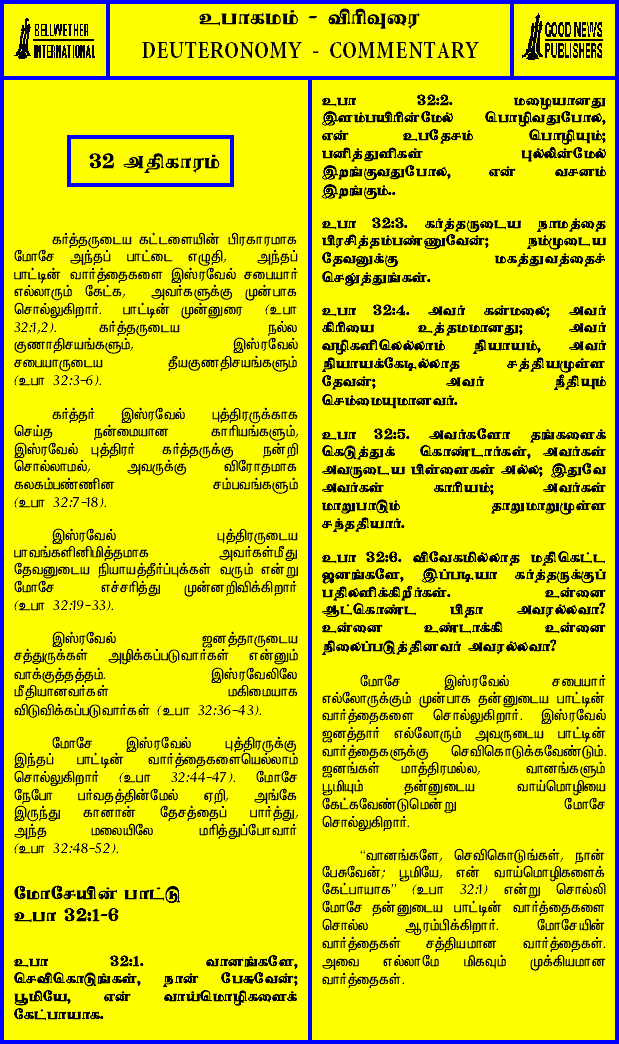 BELLWETHER
INTERNATIONAL
உபாகமம் - விரிவுரை
DEUTERONOMY - COMMENTARY
GOOD NEWS
PUBLISHERS
32 அதிகாரம்
கர்த்தருடைய கட்டளையின் பிரகாரமாக
மோசே அந்தப் பாட்டை எழுதி, அந்தப்
பாட்டின் வார்த்தைகளை இஸ்ரவேல் சபையார்
எல்லாரும் கேட்க, அவர்களுக்கு முன்பாக
சொல்லுகிறார். பாட்டின் முன்னுரை (உபா
32:1,2). கர்த்தருடைய நல்ல
குணாதிசயங்களும், இஸ்ரவேல்
சபையாருடைய தீயகுணதிசயங்களும்
(உபா 32:3-6).
கர்த்தர் இஸ்ரவேல் புத்திரருக்காக
செய்த நன்மையான காரியங்களும்,
இஸ்ரவேல் புத்திரர் கர்த்தருக்கு நன்றி
சொல்லாமல், அவருக்கு விரோதமாக
கலகம்பண்ணின சம்பவங்களும்
(உபா 32:7-18).
இஸ்ரவேல் புத்திரருடைய
பாவங்களினிமித்தமாக அவர்கள்மீது
தேவனுடைய நியாயத்தீர்ப்புக்கள் வரும் என்று
மோசே எச்சரித்து முன்னறிவிக்கிறார்
(உபா 32:19-33).
இஸ்ரவேல் ஜனத்தாருடைய
சத்துருக்கள் அழிக்கப்படுவார்கள் என்னும்
வாக்குத்தத்தம். இஸ்ரவேலிலே
மீதியானவர்கள் மகிமையாக
விடுவிக்கப்படுவார்கள் (உபா 32:36-43).
மோசே இஸ்ரவேல் புத்திரருக்கு
இந்தப் பாட்டின் வார்த்தைகளையெல்லாம்
சொல்லுகிறார் (உபா 32:44-47). மோசே
நேபோ பர்வதத்தின்மேல் ஏறி, அங்கே
இருந்து கானான் தேசத்தைப் பார்த்து,
அந்த மலையிலே மரித்துப்போவார்
(உபா 32:48-52).
மோசேயின் பாட்டு
உபா 32:1-6
உபா 32:1. வானங்களே,
செவிகொடுங்கள், நான் பேசுவேன்;
பூமியே, என் வாய்மொழிகளைக்
கேட்பாயாக.
உபா 32:2. மழையானது
இளம்பயிரின்மேல் பொழிவதுபோல,
என் உபதேசம் பொழியும்;
பனித்துளிகள் புல்லின்மேல்
இறங்குவதுபோல, என் வசனம்
இறங்கும்..
உபா 32:3. கர்த்தருடைய நாமத்தை
பிரசித்தம்பண்ணுவேன்; நம்முடைய
தேவனுக்கு மகத்துவத்தைச்
செலுத்துங்கள்.
உபா 32:4. அவர் கன்மலை; அவர்
கிரியை உத்தமமானது; அவர்
வழிகளிலெல்லாம் நியாயம், அவர்
நியாயக்கேடில்லாத சத்தியமுள்ள
தேவன்; அவர் நீதியும்
செம்மையுமானவர்.
உபா 32:5. அவர்களோ தங்களைக்
கெடுத்துக் கொண்டார்கள், அவர்கள்
அவருடைய பிள்ளைகள் அல்ல; இதுவே
அவர்கள் காரியம்; அவர்கள்
மாறுபாடும் தாறுமாறுமுள்ள
சந்ததியார்.
உபா 32:6. விவேகமில்லாத மதிகெட்ட
ஜனங்களே, இப்படியா கர்த்தருக்குப்
பதிலளிக்கிறீர்கள். உன்னை
ஆட்கொண்ட பிதா அவரல்லவா?
உன்னை உண்டாக்கி உன்னை
நிலைப்படுத்தினவர் அவரல்லவா?
மோசே இஸ்ரவேல் சபையார்
எல்லோருக்கும் முன்பாக தன்னுடைய பாட்டின்
வார்த்தைகளை சொல்லுகிறார். இஸ்ரவேல்
ஜனத்தார் எல்லோரும் அவருடைய பாட்டின்
வார்த்தைகளுக்கு செவிகொடுக்கவேண்டும்.
ஜனங்கள் மாத்திரமல்ல, வானங்களும்
பூமியும் தன்னுடைய வாய்மொழியை
கேட்கவேண்டுமென்று மோசே
சொல்லுகிறார்.
“வானங்களே, செவிகொடுங்கள், நான்
பேசுவேன்; பூமியே, என் வாய்மொழிகளைக்
கேட்பாயாக” (உபா 32:1) என்று சொல்லி
மோசே தன்னுடைய பாட்டின் வார்த்தைகளை
சொல்ல ஆரம்பிக்கிறார். மோசேயின்
வார்த்தைகள் சத்தியமான வார்த்தைகள்.
அவை எல்லாமே மிகவும் முக்கியமான
வார்த்தைகள்.